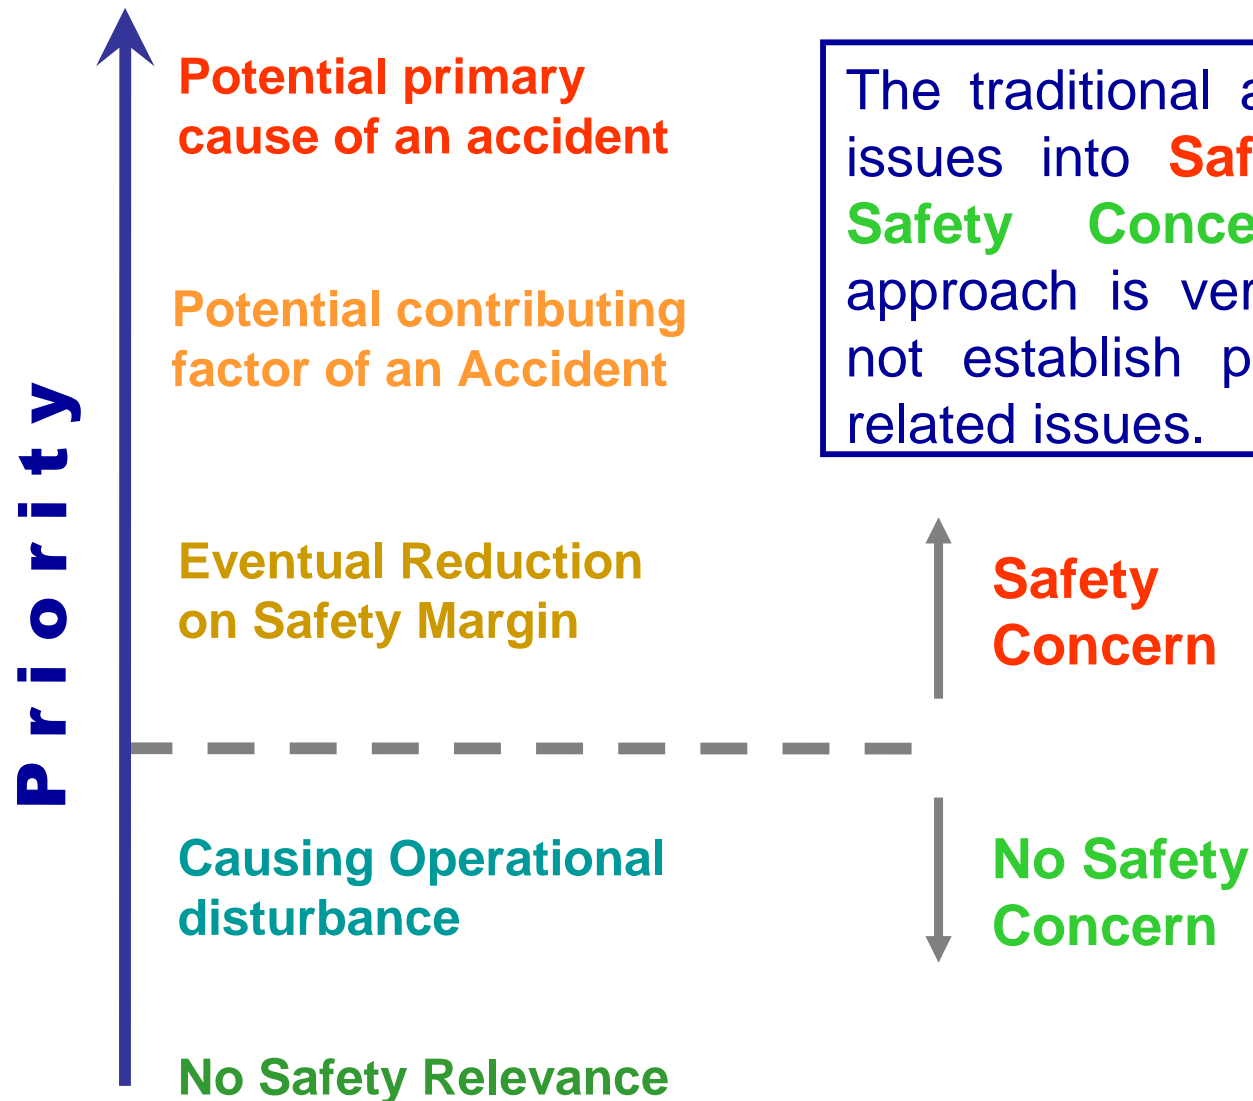 Potential primary
cause of an accident
Potential contributing
factor of an Accident
Eventual Reduction
on Safety Margin
Causing Operational
disturbance
No Safety Relevance
Priority
The traditional
issues into
Safety
approach is
not establish
related issues.
Safety
Concern
No Safety
Concern